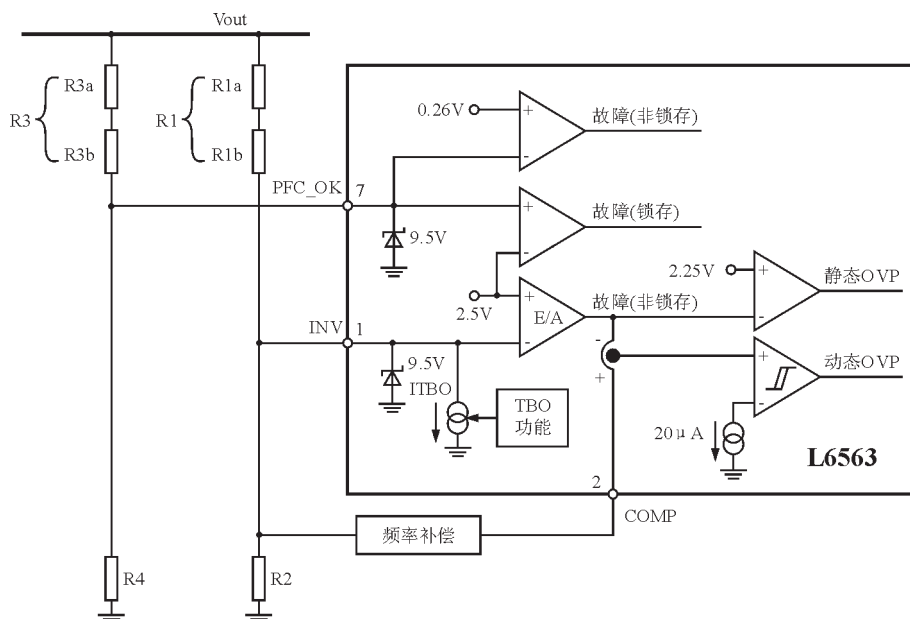 Vout
R3a
R1a
R3
R1
R3b
R1b
0.26V
+
-
故障(非锁存)
PFC_OK
7
9.5V
+
-
故障(锁存)
2.5V
+
-
E/A
故障(非锁存)
2.25V
+
-
静态OVP
INV
1
9.5V
ITBO
TBO
功能
-
+
+
-
动态OVP
20μA
L6563
2
COMP
频率补偿
R4
R2